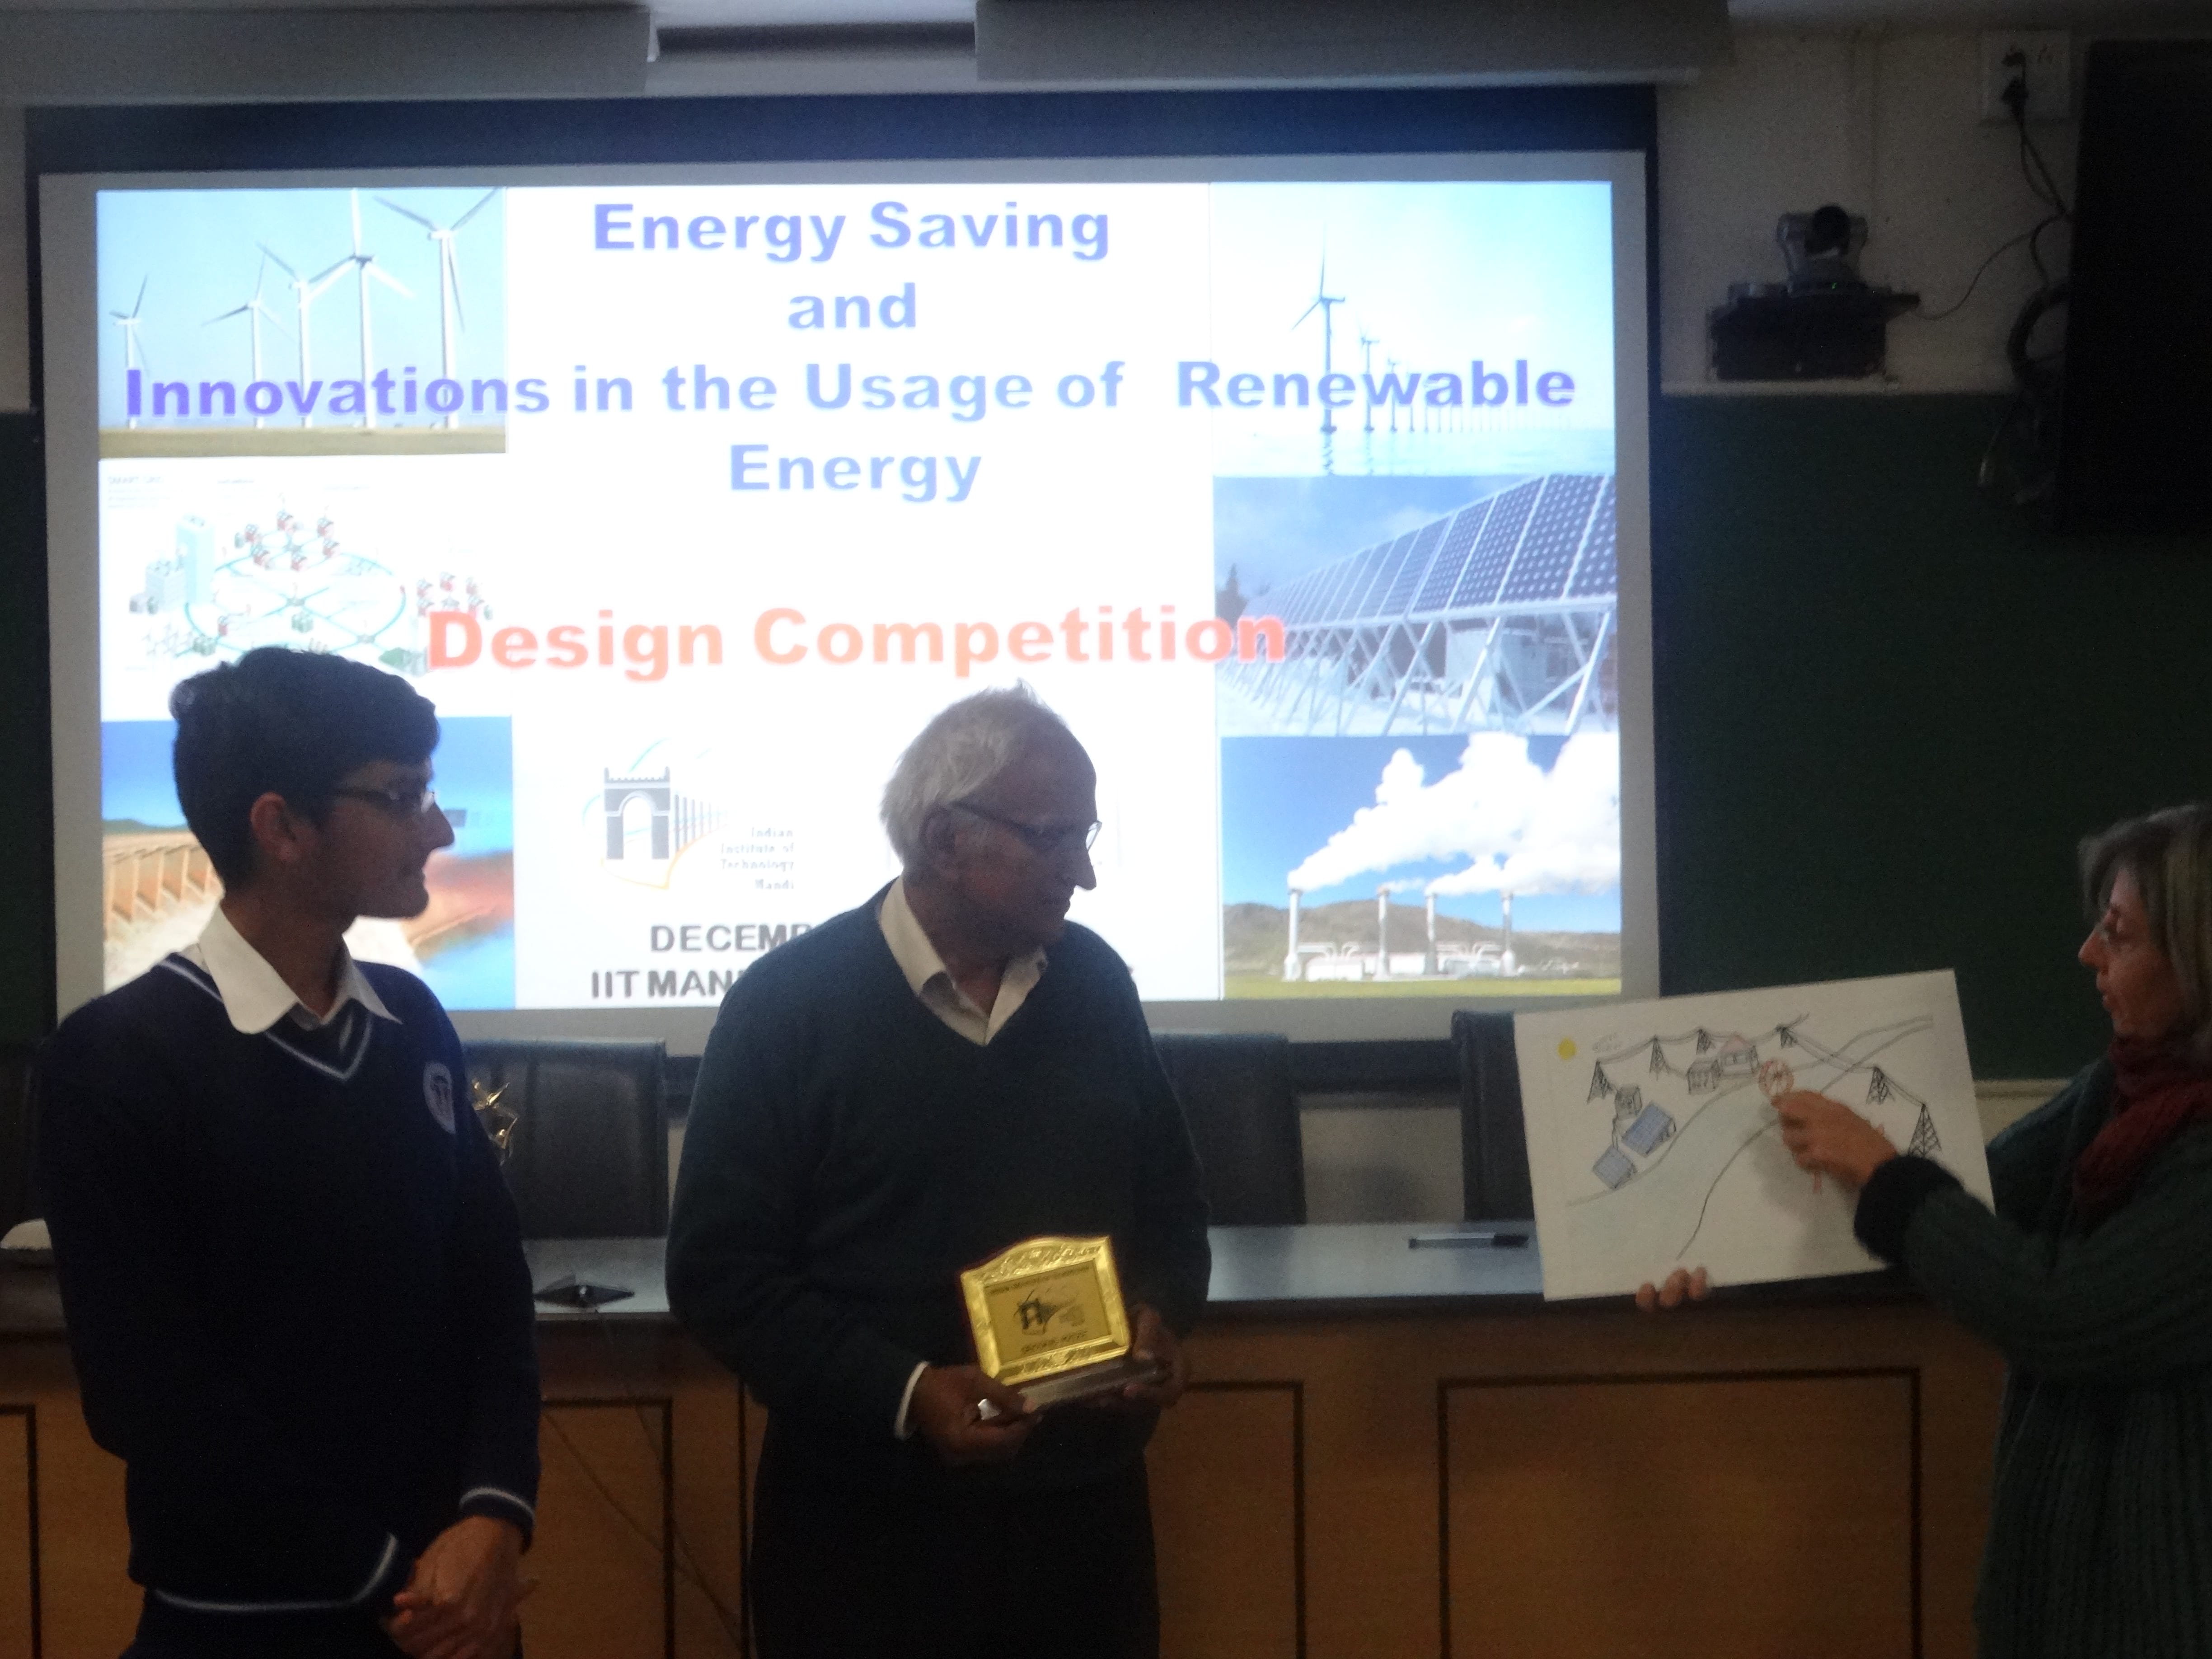 Energy Saving
and
Innovations in the Usage of Renewable
Energy
Design Competition
Indian
Institute of
Technology
Mandi
DECEMB
IIT MAN